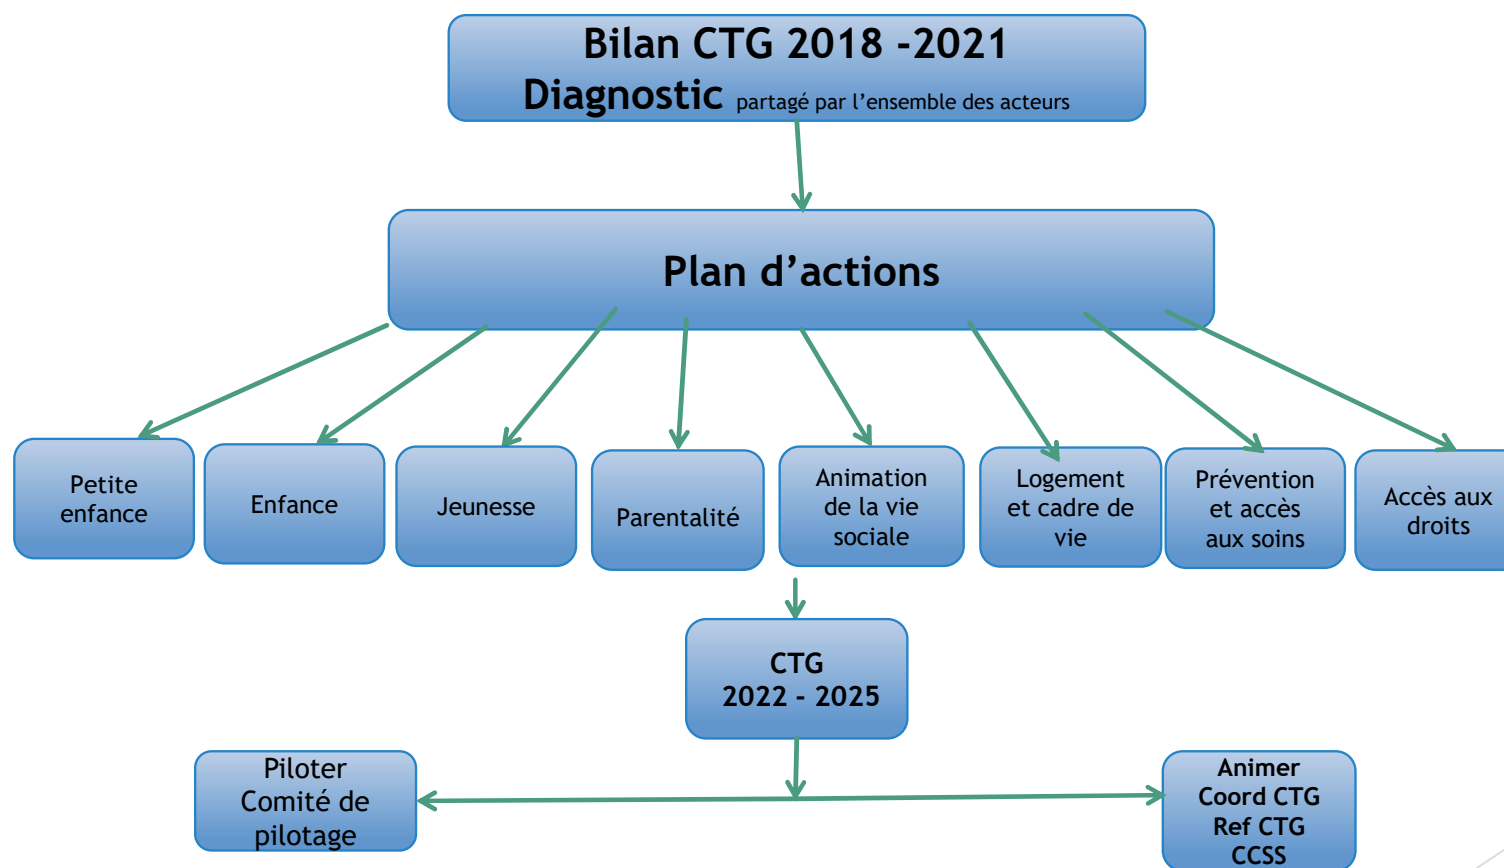 Bilan CTG 2018 -2021
Diagnostic partagé par l’ensemble des acteurs
Plan d’actions
Petite
enfance
Enfance
Jeunesse
Parentalité
Animation
de la vie
sociale
Logement
et cadre de
vie
Prévention
et accès
aux soins
Accès aux
droits
CTG
2022 - 2025
Piloter
Comité de
pilotage
Animer
Coord CTG
Ref CTG
CCSS